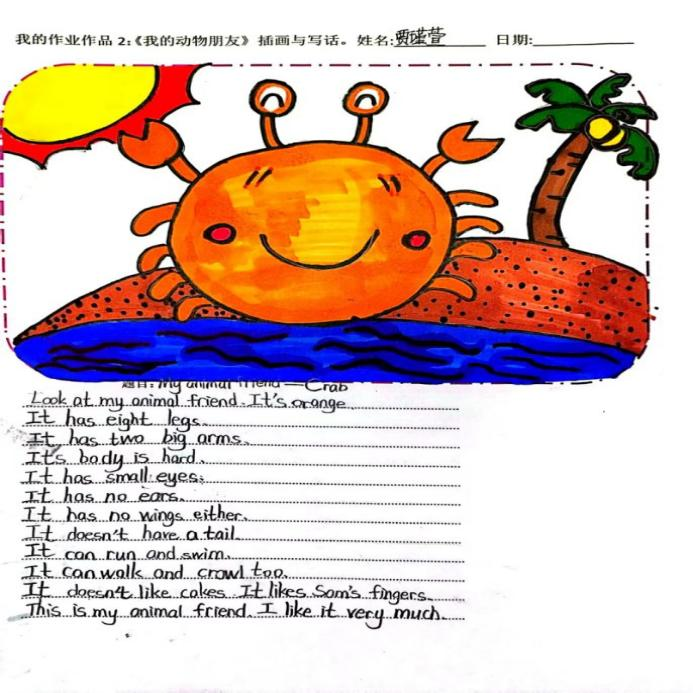 我的作业作品 2:《我的动物朋友》插画与写话。姓名:贾瑾萱 日期:
题目:My animal friend — Crab
Look at my animal friend. It's orange
It has eight legs.
It has two big arms.
It's body is hard.
It has small eyes.
It has no ears.
It has no wings either.
It doesn't have a tail.
It can run and swim.
It can walk and crawl too.
It doesn't like cakes. It likes Sam's fingers.
This is my animal friend. I like it very much.